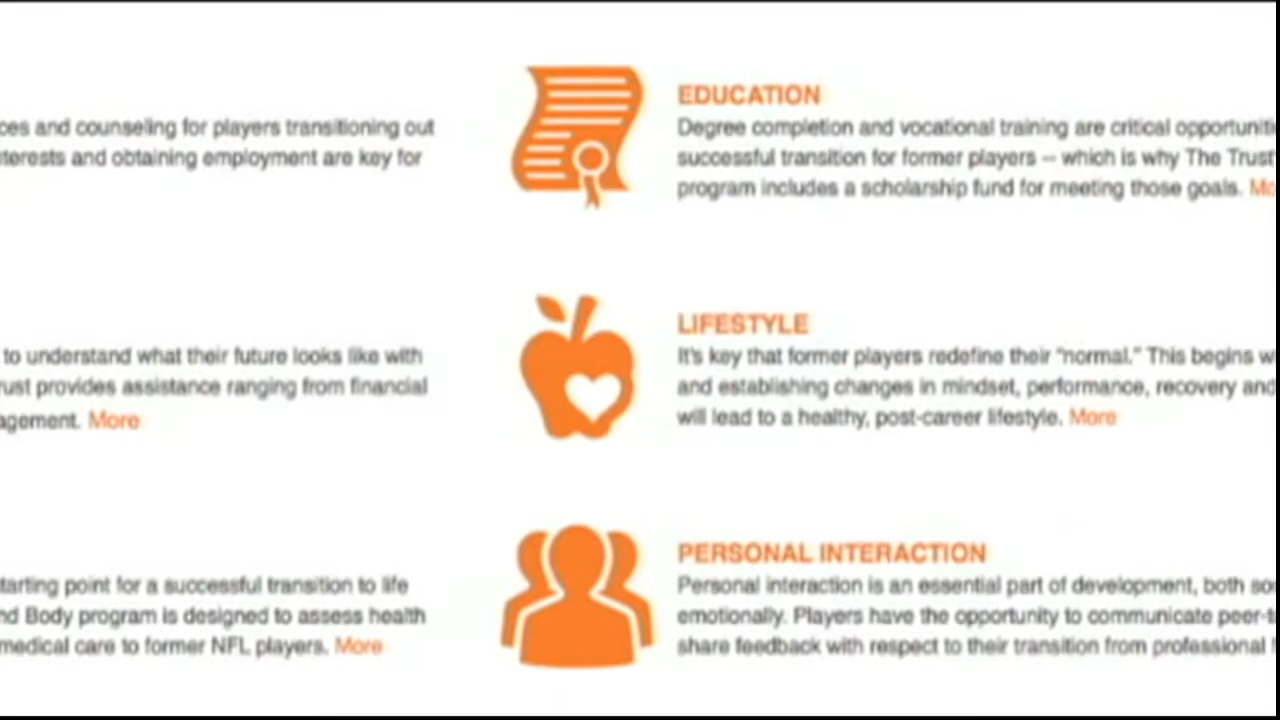 ces and counseling for players transitioning out
terests and obtaining employment are key for
to understand what their future looks like with
rust provides assistance ranging from financial
agement. More
tarting point for a successful transition to life
nd Body program is designed to assess health
medical care to former NFL players. More
EDUCATION
Degree completion and vocational training are critical opportuniti
successful transition for former players – which is why The Trust
program includes a scholarship fund for meeting those goals. Mo
LIFESTYLE
It's key that former players redefine their "normal." This begins w
and establishing changes in mindset, performance, recovery and
will lead to a healthy, post-career lifestyle. More
PERSONAL INTERACTION
Personal interaction is an essential part of development, both so
emotionally. Players have the opportunity to communicate peer-t
share feedback with respect to their transition from professional